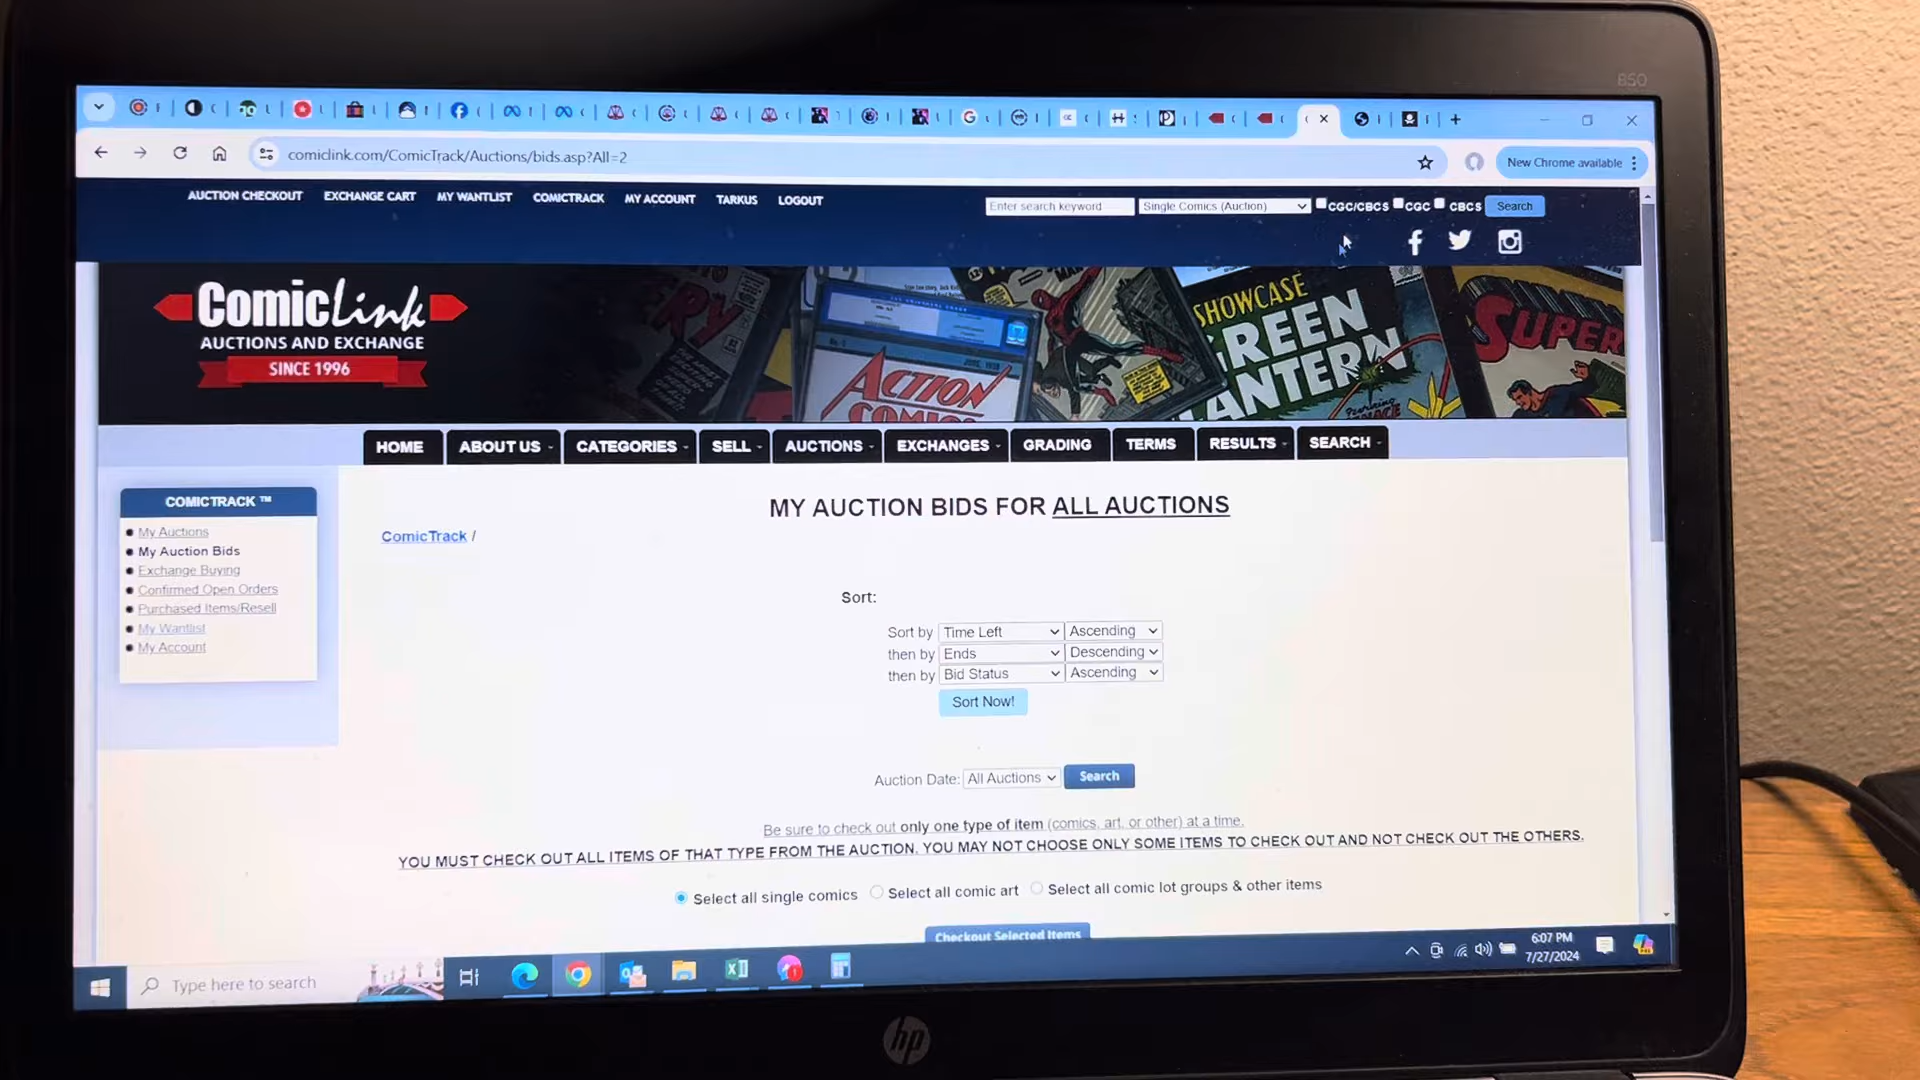 850
comiclink.com/ComicTrack/Auctions/bids.asp?All=2
New Chrome available
AUCTION CHECKOUT EXCHANGE CART MY WANTLIST COMICTRACK MY ACCOUNT TARKUS LOGOUT
Enter search keyword Single Comics (Auction) CGC/CBCS CGC CBCS Search
ComicLink
AUCTIONS AND EXCHANGE
SINCE 1996
ACTION
COMICS
SHOWCASE
GREEN
LANTERN
SUPER
HOME ABOUT US CATEGORIES SELL AUCTIONS EXCHANGES GRADING TERMS RESULTS SEARCH
COMICTRACK ™
My Auctions
My Auction Bids
Exchange Buying
Confirmed Open Orders
Purchased Items/Resell
My Wantlist
My Account
MY AUCTION BIDS FOR ALL AUCTIONS
ComicTrack /
Sort:
Sort by Time Left Ascending
then by Ends Descending
then by Bid Status Ascending
Sort Now!
Auction Date: All Auctions Search
Be sure to check out only one type of item (comics, art, or other) at a time.
YOU MUST CHECK OUT ALL ITEMS OF THAT TYPE FROM THE AUCTION. YOU MAY NOT CHOOSE ONLY SOME ITEMS TO CHECK OUT AND NOT CHECK OUT THE OTHERS.
Select all single comics Select all comic art Select all comic lot groups & other items
Checkout Selected Items
Type here to search
6:07 PM
7/27/2024
hp